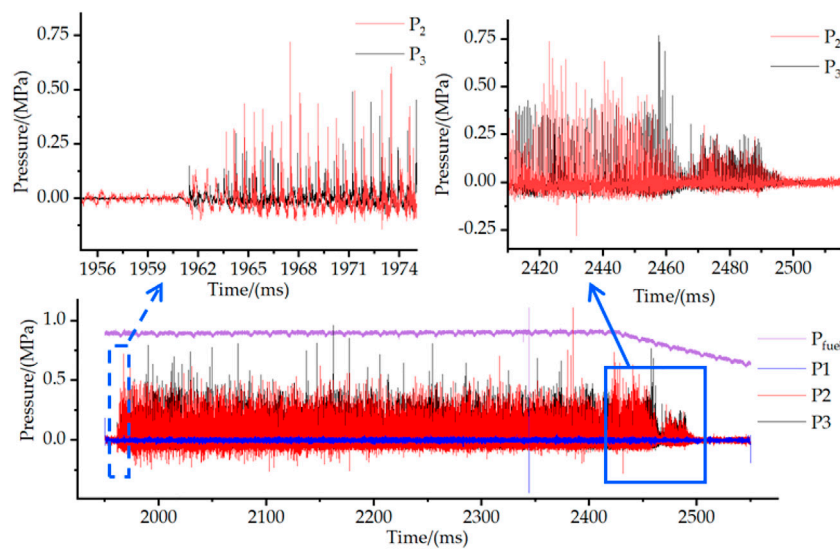 P2
P3
0.75
0.50
0.25
0.00
Pressure/(MPa)
1956 1959 1962 1965 1968 1971 1974
Time/(ms)
P2
P3
0.75
0.50
0.25
0.00
-0.25
Pressure/(MPa)
2420 2440 2460 2480 2500
Time/(ms)
1.0
0.5
0.0
Pressure/(MPa)
2000 2100 2200 2300 2400 2500
Time/(ms)
Pfuel
P1
P2
P3